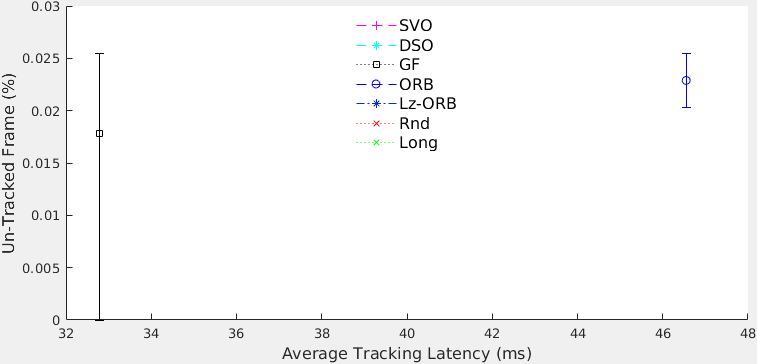 0.03
0.025
0.02
0.015
0.01
0.005
0
Un-Tracked Frame (%)
SVO
DSO
GF
ORB
Lz-ORB
Rnd
Long
32 34 36 38 40 42 44 46 48
Average Tracking Latency (ms)